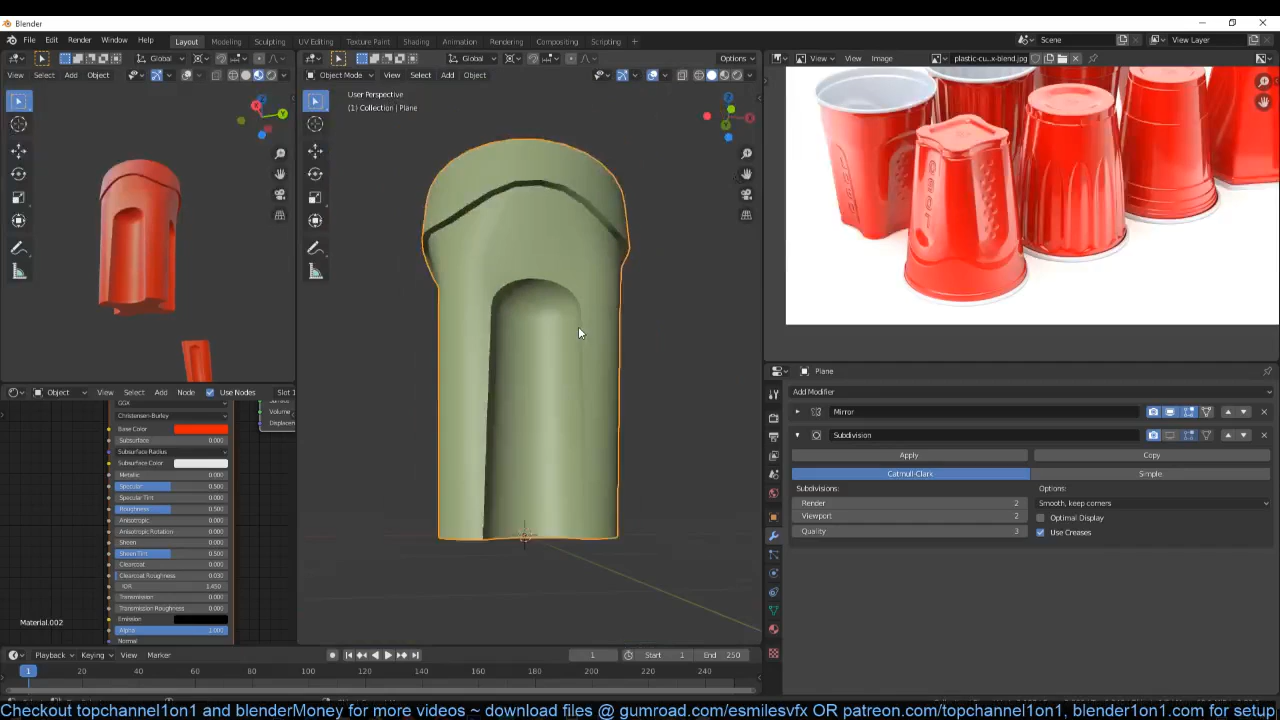 Blender
File Edit Render Window Help Layout Modeling Sculpting UV Editing Texture Paint Shading Animation Rendering Compositing Scripting + Scene View Layer
Global Global Options View Image plastic-cu..x-blend.jpg
View Select Add Object Object Mode View Select Add Object
User Perspective
(1) Collection | Plane
Plane
Add Modifier
Object View Select Add Node Use Nodes Slot 1
GGX
Christensen-Burley
Base Color
Subsurface 0.000
Subsurface Radius
Subsurface Color
Metallic 0.000
Specular 0.500
Specular Tint 0.000
Roughness 0.500
Anisotropic 0.000
Anisotropic Rotation 0.000
Sheen 0.000
Sheen Tint 0.500
Clearcoat 0.000
Clearcoat Roughness 0.030
IOR 1.450
Transmission 0.000
Transmission Roughness 0.000
Emission
Alpha 1.000
Normal
Volume
Displacem
Material.002
Mirror
Subdivision
Apply Copy
Catmull-Clark Simple
Subdivisions: Options:
Render 2 Smooth, keep corners
Viewport 2 Optimal Display
Quality 3 Use Creases
Playback Keying View Marker 1 Start 1 End 250
1 20 40 60 80 100 120 140 160 180 200 220 240
Checkout topchannel1on1 and blenderMoney for more videos ~ download files @ gumroad.com/esmilesvfx OR patreon.com/topchannel1on1, blender1on1.com for setup